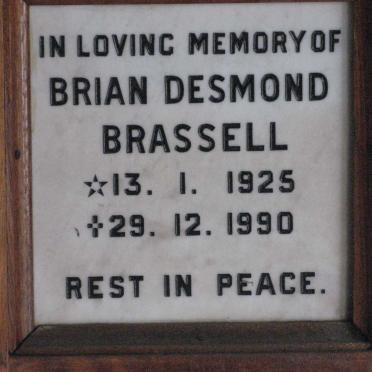 IN LOVING MEMORY OF
BRIAN DESMOND
BRASSELL
☆13. 1. 1925
✝29. 12. 1990
REST IN PEACE.